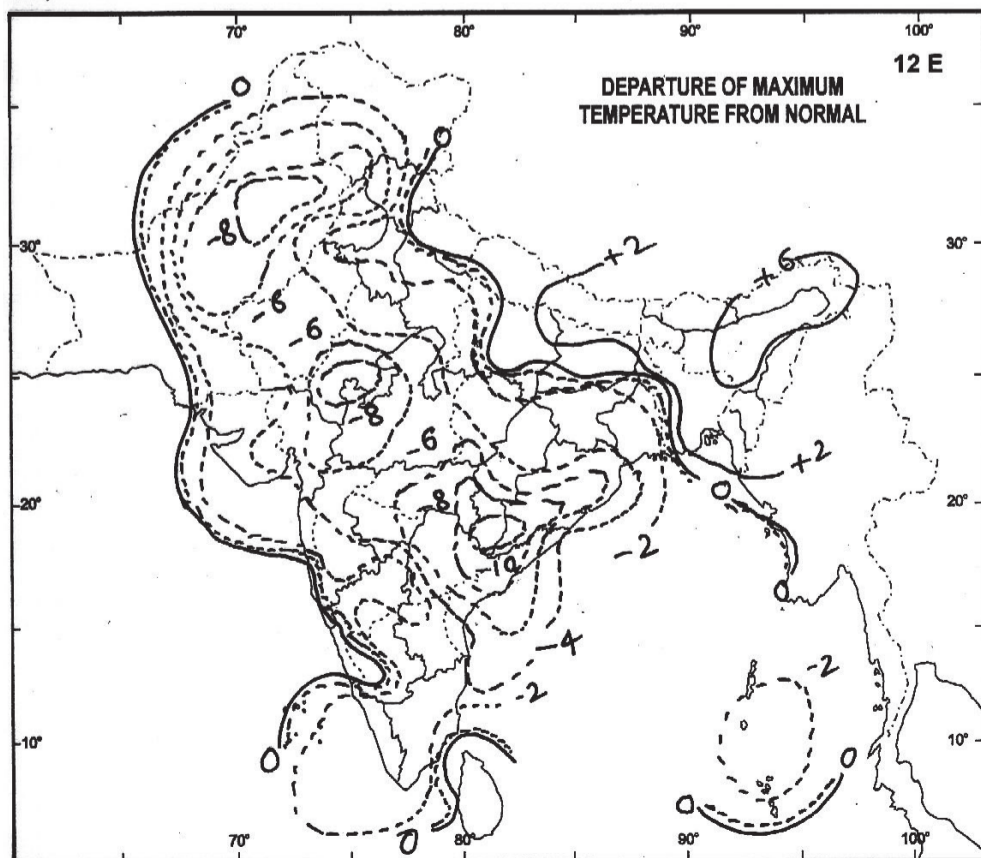 70° 80° 90° 100°
12 E
DEPARTURE OF MAXIMUM
TEMPERATURE FROM NORMAL
0
0
30° +2 +6 30°
-8
-6
-6
-8
-6 +2
20° -8 0 20°
-10 -2
0
-4
-2 -2
10° 10°
0 0
0
0
70° 80° 90° 100°